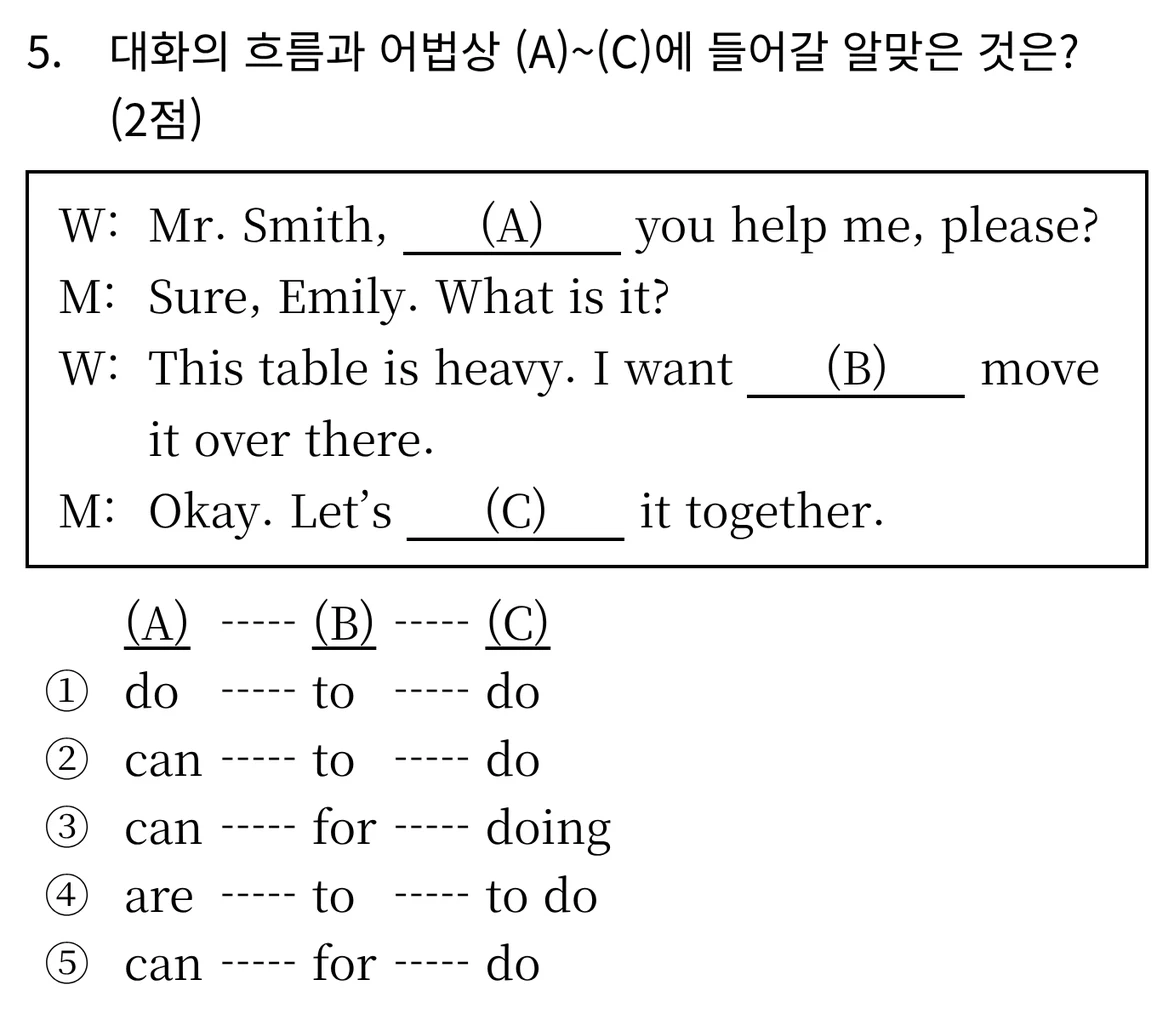 5. 대화의 흐름과 어법상 (A)~(C)에 들어갈 알맞은 것은?
(2점)
W: Mr. Smith, (A) you help me, please?
M: Sure, Emily. What is it?
W: This table is heavy. I want (B) move
it over there.
M: Okay. Let’s (C) it together.
(A) ----- (B) ----- (C)
① do ----- to ----- do
② can ----- to ----- do
③ can ----- for ----- doing
④ are ----- to ----- to do
⑤ can ----- for ----- do